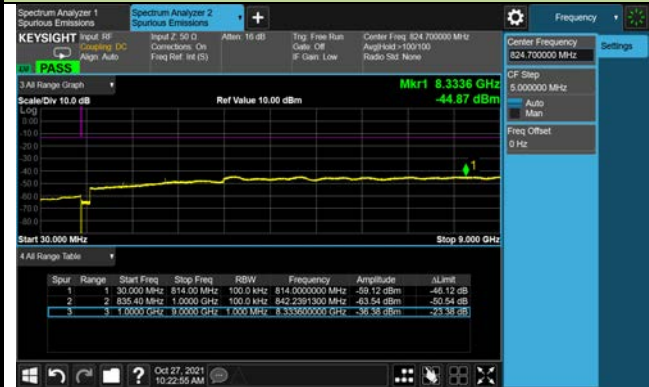 Spectrum Analyzer 1
Spurious Emissions
Spectrum Analyzer 2
Spurious Emissions
+
Frequency
KEYSIGHT
Input: RF
Coupling: DC
Align: Auto
Input Z: 50 Ω
Corrections: On
Freq Ref: Int (S)
Atten: 16 dB
Trig: Free Run
Gate: Off
IF Gain: Low
Center Freq: 824.700000 MHz
Avg|Hold:>100/100
Radio Std: None
PASS
Center Frequency
824.700000 MHz
Settings
CF Step
5.000000 MHz
Auto
Man
Freq Offset
0 Hz
3 All Range Graph
Mkr1 8.3336 GHz
Scale/Div 10.0 dB
Ref Value 10.00 dBm
-44.87 dBm
Log
0.00
-10.0
-20.0
-30.0
-40.0
-50.0
-60.0
-70.0
-80.0
1
Start 30.000 MHz
Stop 9.000 GHz
4 All Range Table
Spur Range Start Freq Stop Freq RBW Frequency Amplitude ΔLimit
1 1 30.000 MHz 814.00 MHz 100.0 kHz 814.0000000 MHz -59.12 dBm -46.12 dB
2 2 835.40 MHz 1.0000 GHz 100.0 kHz 842.2391300 MHz -63.54 dBm -50.54 dB
3 3 1.0000 GHz 9.0000 GHz 1.000 MHz 8.333600000 GHz -36.38 dBm -23.38 dB
?
Oct 27, 2021
10:22:55 AM